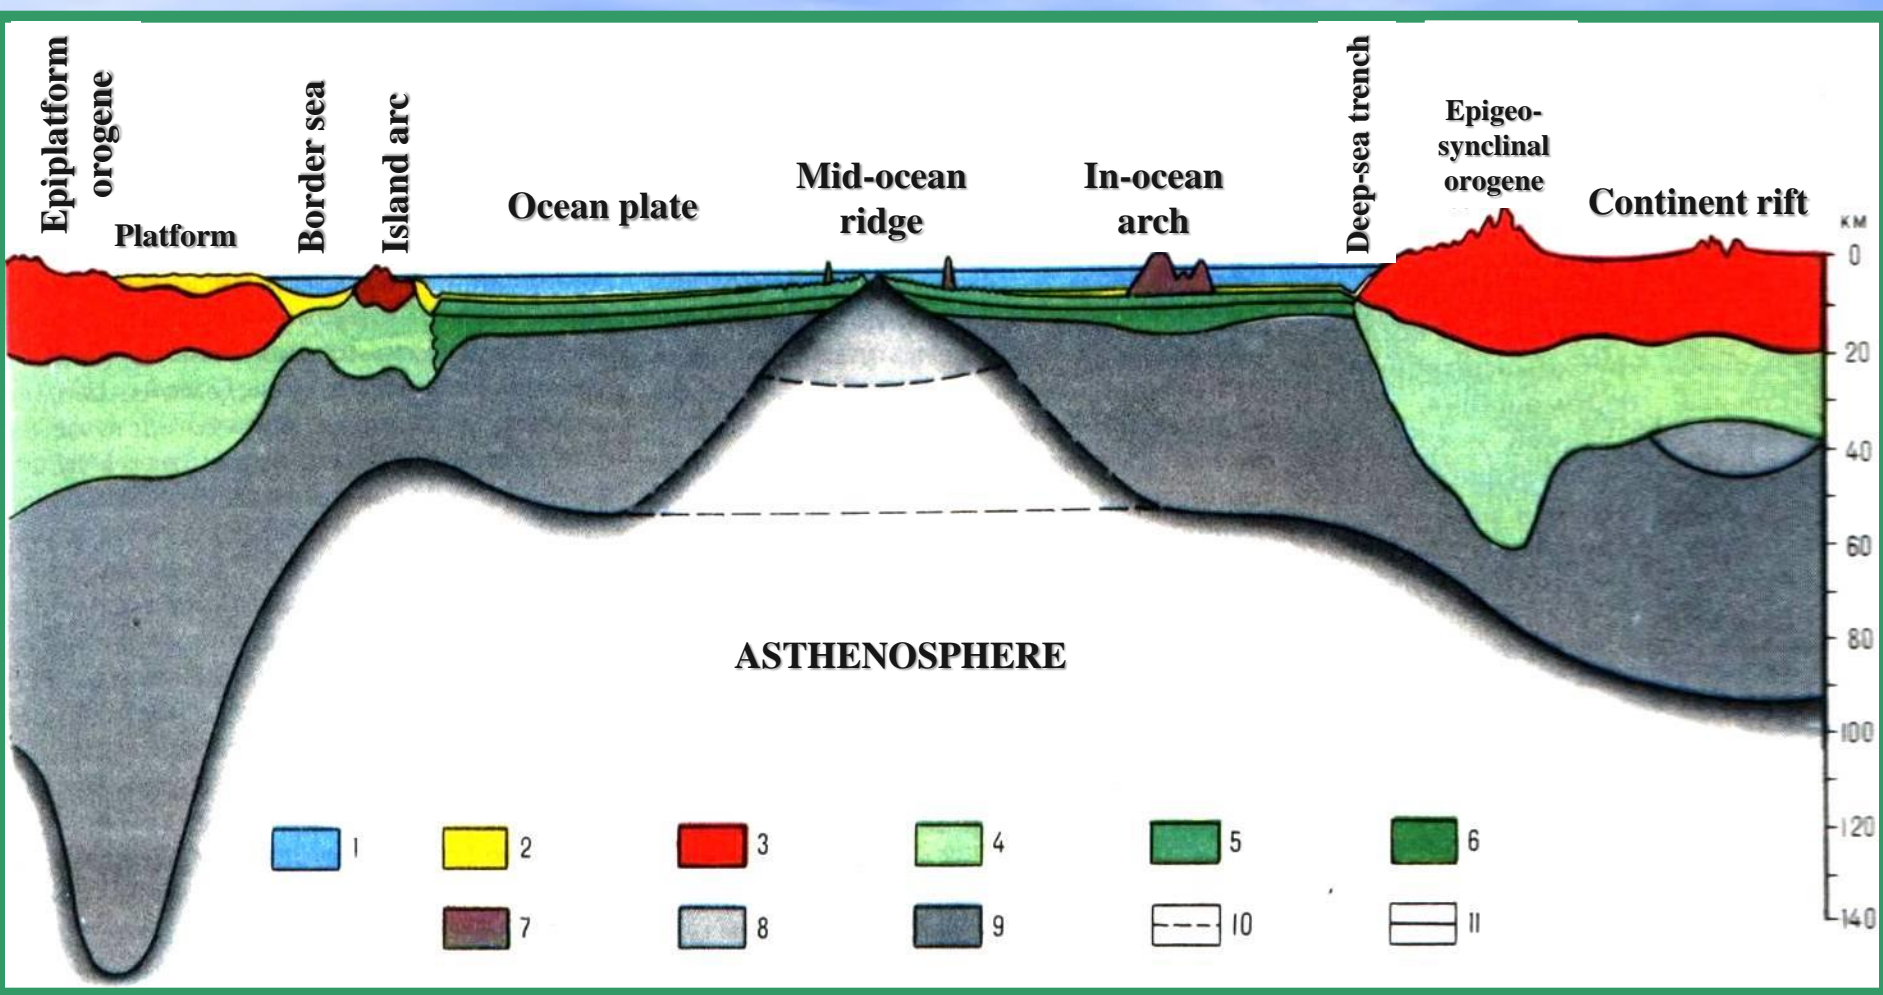 Epiplatform
orogene
Platform
Border sea
Island arc
Ocean plate
Mid-ocean
ridge
In-ocean
arch
Deep-sea trench
Epigeo-
synclinal
orogene
Continent rift
KM
0
20
40
60
80
100
120
140
ASTHENOSPHERE
1
2
3
4
5
6
7
8
9
10
11